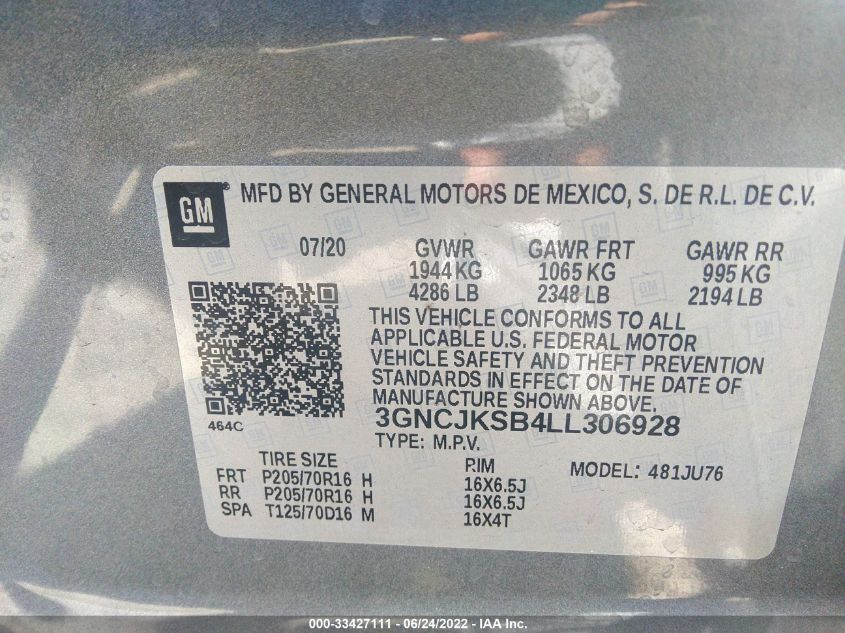 GM® MFD BY GENERAL MOTORS DE MEXICO, S. DE R.L. DE C.V.
07/20 GVWR GAWR FRT GAWR RR
1944 KG 1065 KG 995 KG
4286 LB 2348 LB 2194 LB
THIS VEHICLE CONFORMS TO ALL
APPLICABLE U.S. FEDERAL MOTOR
VEHICLE SAFETY AND THEFT PREVENTION
STANDARDS IN EFFECT ON THE DATE OF
MANUFACTURE SHOWN ABOVE.
464C 3GNCJKSB4LL306928
TYPE: M.P.V.
TIRE SIZE RIM MODEL: 481JU76
FRT P205/70R16 H 16X6.5J
RR P205/70R16 H 16X6.5J
SPA T125/70D16 M 16X4T
000-33427111 - 06/24/2022 - IAA Inc.